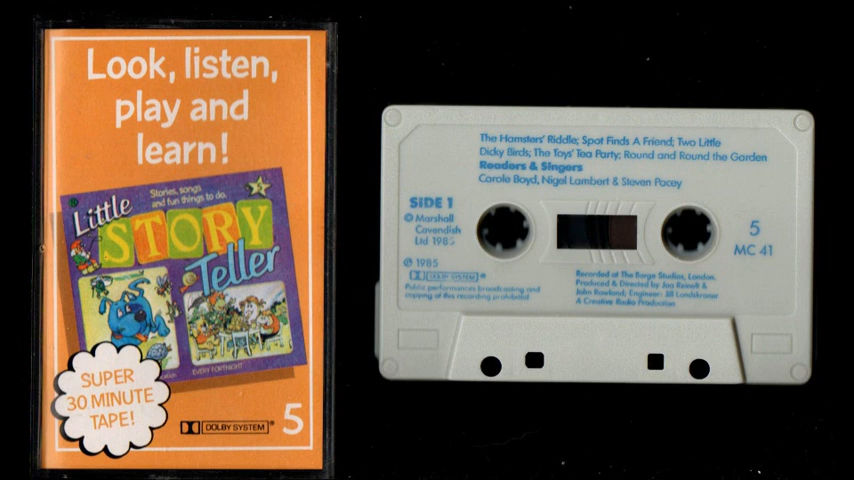 Look, listen,
play and
learn!
Stories, songs
and fun things to do.
Little
STORY
Teller
EVERY FORTNIGHT
SUPER
30 MINUTE
TAPE!
DOLBY SYSTEM®
5
The Hamsters' Riddle; Spot Finds A Friend; Two Little
Dicky Birds; The Toys' Tea Party; Round and Round the Garden
Readers & Singers
Carole Boyd, Nigel Lambert & Steven Pacey
SiDE 1
© Marshall
Cavendish
Ltd 1985
℗ 1985
DOLBY SYSTEM®
Public performances broadcasting and
copying of this recording prohibited
5
MC 41
Recorded at The Barge Studios, London.
Produced & Directed by
John Rowland; Engineer: Jill Lundskroner
A Creative Radio Production